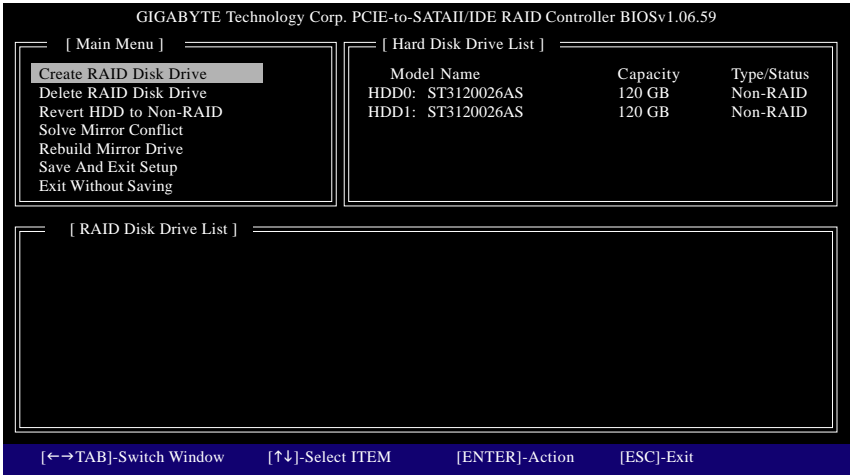 GIGABYTE Technology Corp. PCIE-to-SATAII/IDE RAID Controller BIOSv1.06.59
[ Main Menu ]
Create RAID Disk Drive
Delete RAID Disk Drive
Revert HDD to Non-RAID
Solve Mirror Conflict
Rebuild Mirror Drive
Save And Exit Setup
Exit Without Saving
[ Hard Disk Drive List ]
Model Name Capacity Type/Status
HDD0: ST3120026AS 120 GB Non-RAID
HDD1: ST3120026AS 120 GB Non-RAID
[ RAID Disk Drive List ]
[←→TAB]-Switch Window [↑↓]-Select ITEM [ENTER]-Action [ESC]-Exit